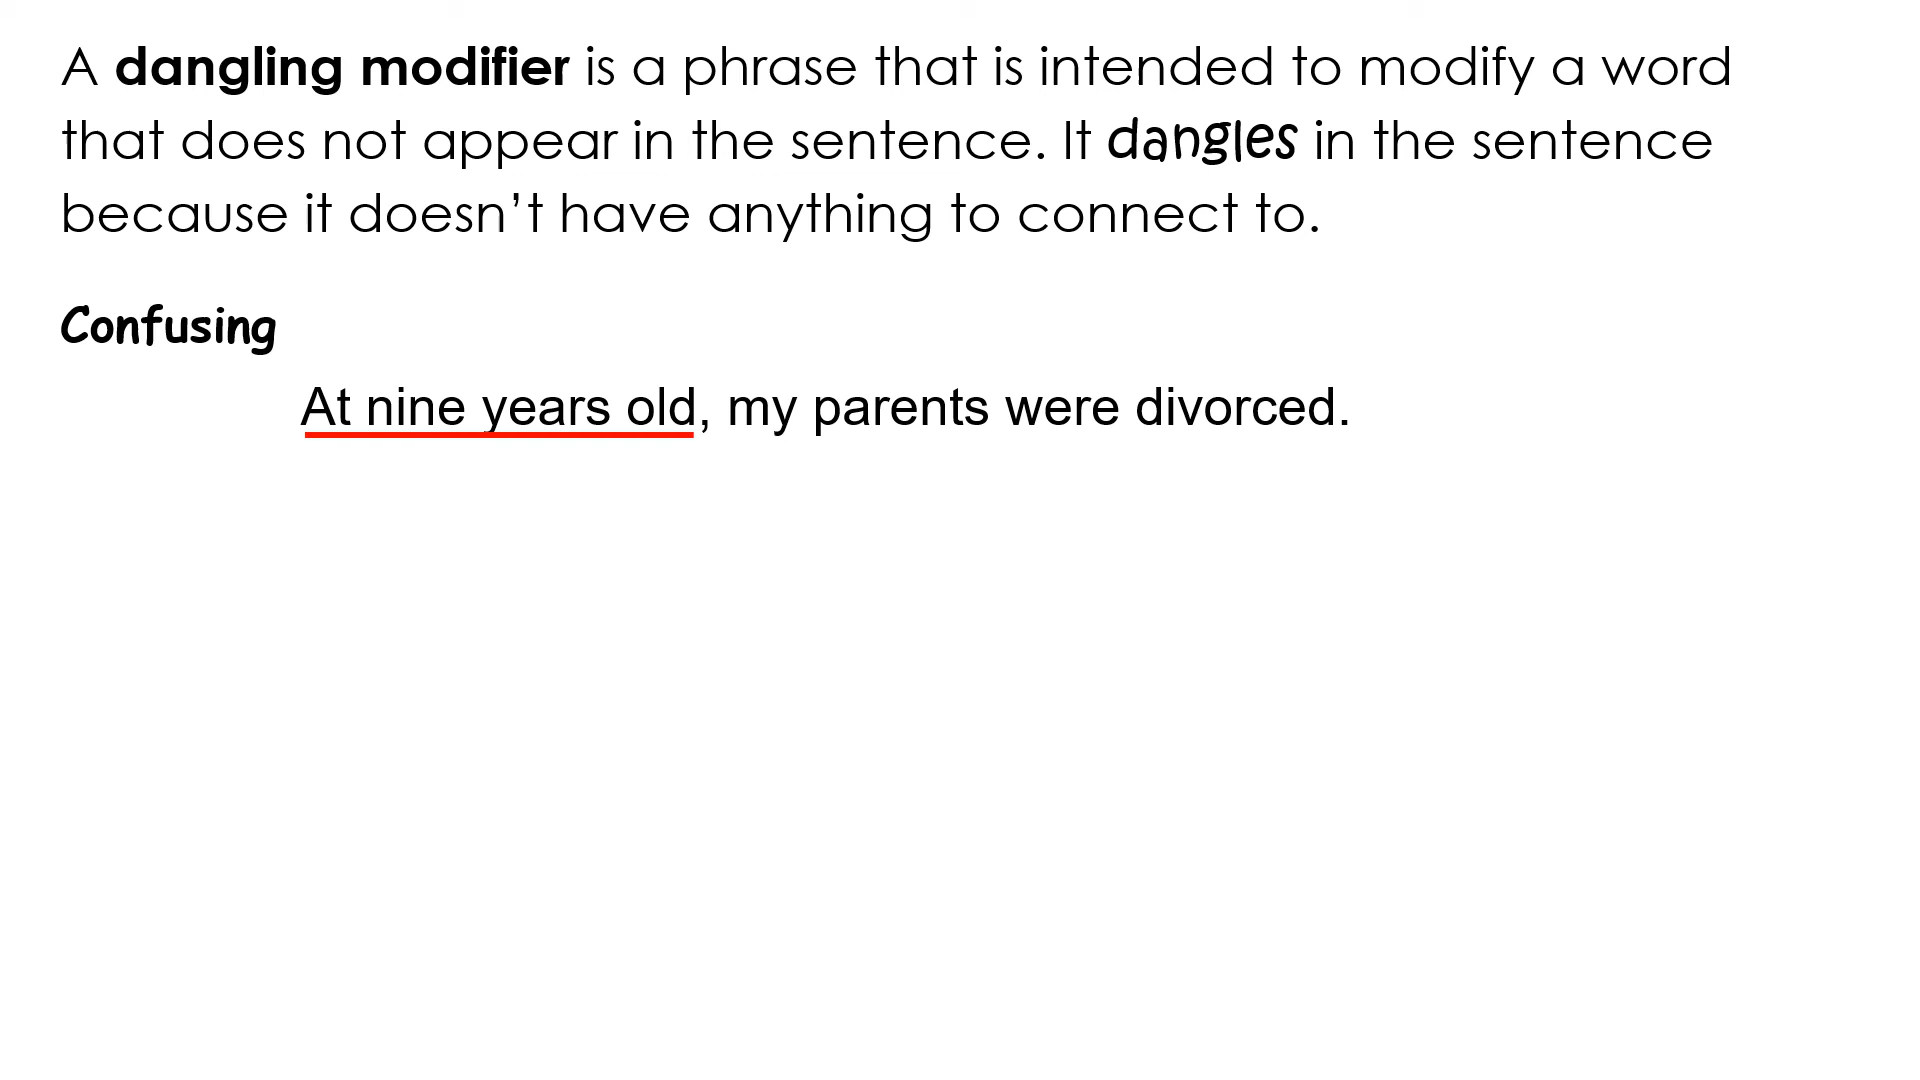 A dangling modifier is a phrase that is intended to modify a word
that does not appear in the sentence. It dangles in the sentence
because it doesn’t have anything to connect to.
Confusing
At nine years old, my parents were divorced.